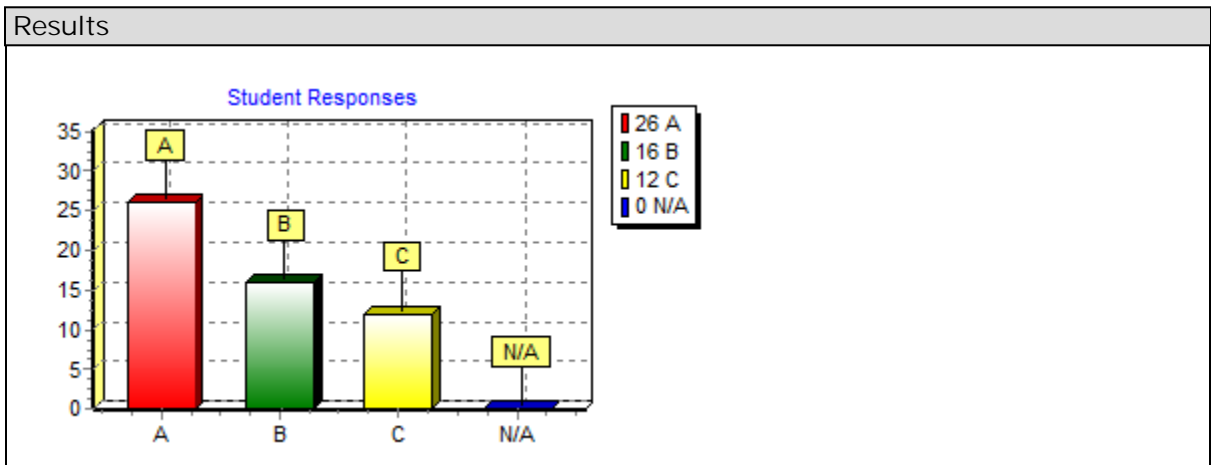 Results
Student Responses
35
30
25
20
15
10
5
0
A
B
C
N/A
A
B
C
N/A
26 A
16 B
12 C
0 N/A